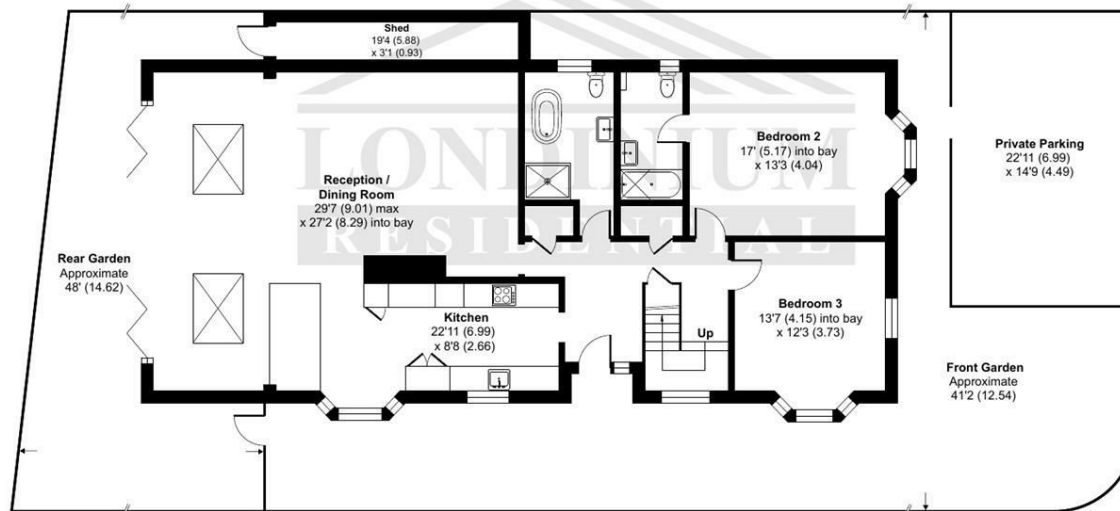 Shed
19'4 (5.88)
x 3'1 (0.93)
LONDINIUM
RESIDENTIAL
Bedroom 2
17' (5.17) into bay
x 13'3 (4.04)
Private Parking
22'11 (6.99)
x 14'9 (4.49)
Reception /
Dining Room
29'7 (9.01) max
x 27'2 (8.29) into bay
Rear Garden
Approximate
48' (14.62)
Kitchen
22'11 (6.99)
x 8'8 (2.66)
Up
Bedroom 3
13'7 (4.15) into bay
x 12'3 (3.73)
Front Garden
Approximate
41'2 (12.54)